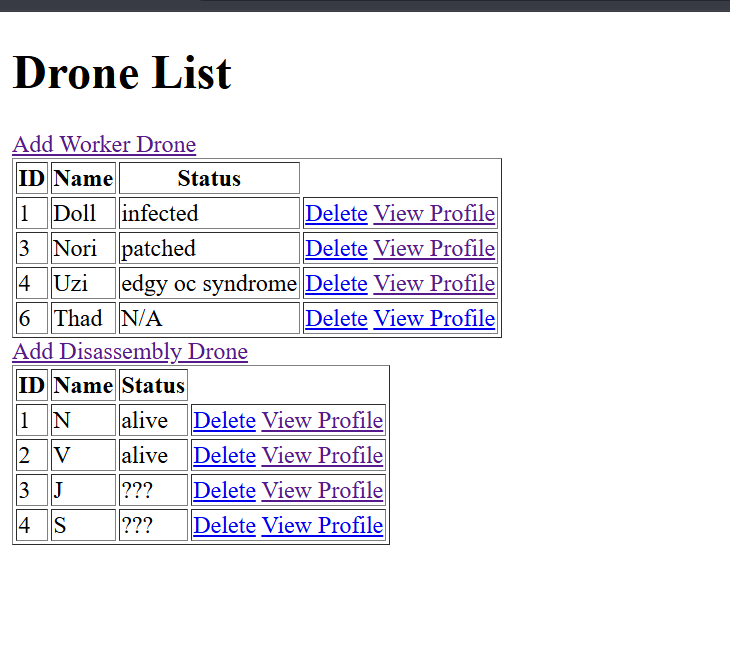 Drone List
Add Worker Drone
ID Name Status
1 Doll infected Delete View Profile
3 Nori patched Delete View Profile
4 Uzi edgy oc syndrome Delete View Profile
6 Thad N/A Delete View Profile
Add Disassembly Drone
ID Name Status
1 N alive Delete View Profile
2 V alive Delete View Profile
3 J ??? Delete View Profile
4 S ??? Delete View Profile